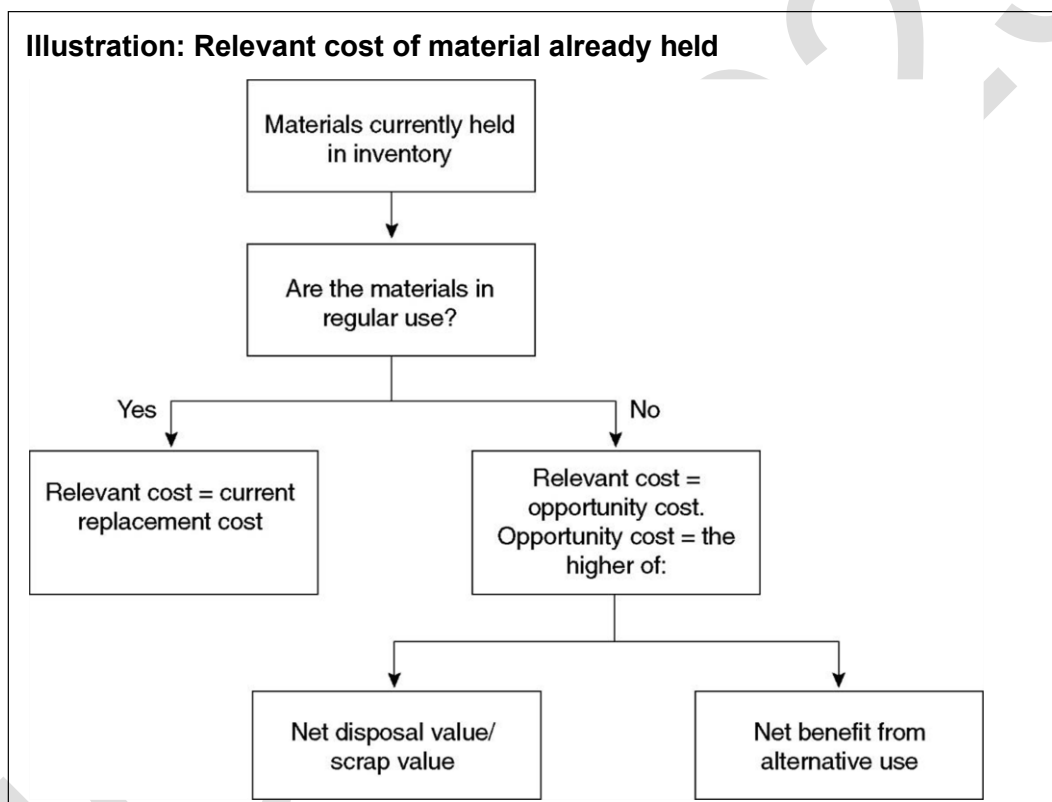 Illustration: Relevant cost of material already held
Materials currently held
in inventory
Are the materials in
regular use?
Yes
No
Relevant cost = current
replacement cost
Relevant cost =
opportunity cost.
Opportunity cost = the
higher of:
Net disposal value/
scrap value
Net benefit from
alternative use